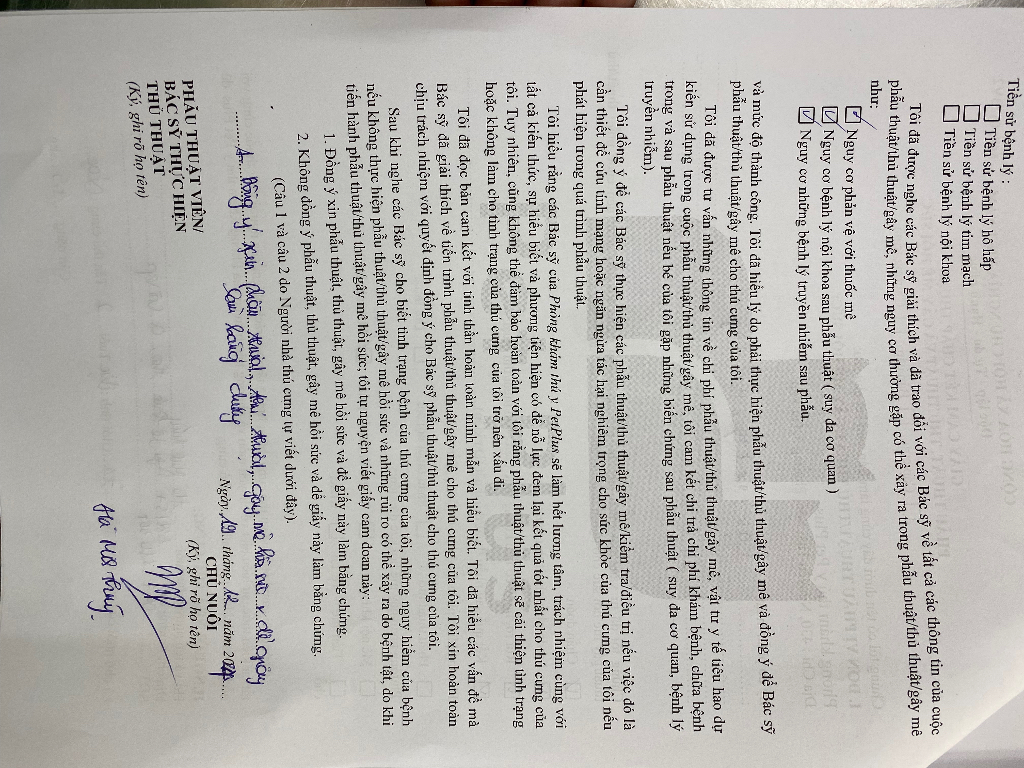 Tiền sử bệnh lý :
☐ Tiền sử bệnh lý hô hấp
☐ Tiền sử bệnh lý tim mạch
☐ Tiền sử bệnh lý nội khoa
Tôi đã được nghe các Bác sỹ giải thích và đã trao đổi với các Bác sỹ về tất cả các thông tin của cuộc
phẫu thuật/thủ thuật/gây mê, những nguy cơ thường gặp có thể xảy ra trong phẫu thuật/thủ thuật/gây mê
như:
☑ Nguy cơ phản vệ với thuốc mê
☑ Nguy cơ bệnh lý nội khoa sau phẫu thuật ( suy đa cơ quan )
☑ Nguy cơ những bệnh lý truyền nhiễm sau phẫu.
và mức độ thành công. Tôi đã hiểu lý do phải thực hiện phẫu thuật/thủ thuật/gây mê và đồng ý để Bác sỹ
phẫu thuật/thủ thuật/gây mê cho thú cưng của tôi.
Tôi đã được tư vấn những thông tin về chi phí phẫu thuật/thủ thuật/gây mê, vật tư y tế tiêu hao dự
kiến sử dụng trong cuộc phẫu thuật/thủ thuật/gây mê, tôi cam kết chi trả chi phí khám bệnh, chữa bệnh
trong và sau phẫu thuật nếu bé của tôi gặp những biến chứng sau phẫu thuật ( suy đa cơ quan, bệnh lý
truyền nhiễm).
Tôi đồng ý để các Bác sỹ thực hiện các phẫu thuật/thủ thuật/gây mê/kiểm tra/điều trị nếu việc đó là
cần thiết để cứu tính mạng hoặc ngăn ngừa tác hại nghiêm trọng cho sức khỏe của thú cưng của tôi nếu
phát hiện trong quá trình phẫu thuật.
Tôi hiểu rằng các Bác sỹ của Phòng khám thú y PetPlus sẽ làm hết lương tâm, trách nhiệm cùng với
tất cả kiến thức, sự hiểu biết và phương tiện hiện có để nỗ lực đem lại kết quả tốt nhất cho thú cưng của
tôi. Tuy nhiên, cũng không thể đảm bảo hoàn toàn với tôi rằng phẫu thuật/thủ thuật sẽ cải thiện tình trạng
hoặc không làm cho tình trạng của thú cưng của tôi trở nên xấu đi.
Tôi đã đọc bản cam kết với tinh thần hoàn toàn minh mẫn và hiểu biết. Tôi đã hiểu các vấn đề mà
Bác sỹ đã giải thích về tiến trình phẫu thuật/thủ thuật/gây mê cho thú cưng của tôi. Tôi xin hoàn toàn
chịu trách nhiệm với quyết định đồng ý cho Bác sỹ phẫu thuật/thủ thuật cho thú cưng của tôi.
Sau khi nghe các Bác sỹ cho biết tình trạng bệnh của thú cưng của tôi, những nguy hiểm của bệnh
nếu không thực hiện phẫu thuật/thủ thuật/gây mê hồi sức và những rủi ro có thể xảy ra do bệnh tật, do khi
tiến hành phẫu thuật/thủ thuật/gây mê hồi sức; tôi tự nguyện viết giấy cam đoan này:
1. Đồng ý xin phẫu thuật, thủ thuật, gây mê hồi sức và để giấy này làm bằng chứng.
2. Không đồng ý phẫu thuật, thủ thuật, gây mê hồi sức và để giấy này làm bằng chứng.
(Câu 1 và câu 2 do Người nhà thú cưng tự viết dưới đây).
1. Đồng ý xin phẫu thuật, thủ thuật, gây mê hồi sức và để giấy
làm bằng chứng
Ngày 19 tháng 12 năm 2024
PHẪU THUẬT VIÊN/
BÁC SỸ THỰC HIỆN
THỦ THUẬT
(Ký, ghi rõ họ tên)
CHỦ NUÔI
(Ký, ghi rõ họ tên)